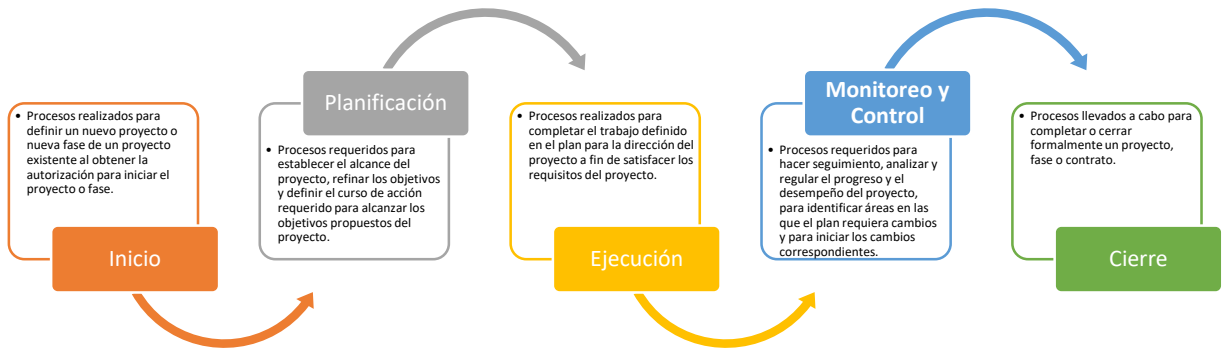 • Procesos realizados para
definir un nuevo proyecto o
nueva fase de un proyecto
existente al obtener la
autorización para iniciar el
proyecto o fase.
Inicio
Planificación
• Procesos requeridos para
establecer el alcance del
proyecto, refinar los objetivos
y definir el curso de acción
requerido para alcanzar los
objetivos propuestos del
proyecto.
• Procesos realizados para
completar el trabajo definido
en el plan para la dirección del
proyecto a fin de satisfacer los
requisitos del proyecto.
Ejecución
Monitoreo y
Control
• Procesos requeridos para
hacer seguimiento, analizar y
regular el progreso y el
desempeño del proyecto,
para identificar áreas en las
que el plan requiera cambios
y para iniciar los cambios
correspondientes.
• Procesos llevados a cabo para
completar o cerrar
formalmente un proyecto,
fase o contrato.
Cierre